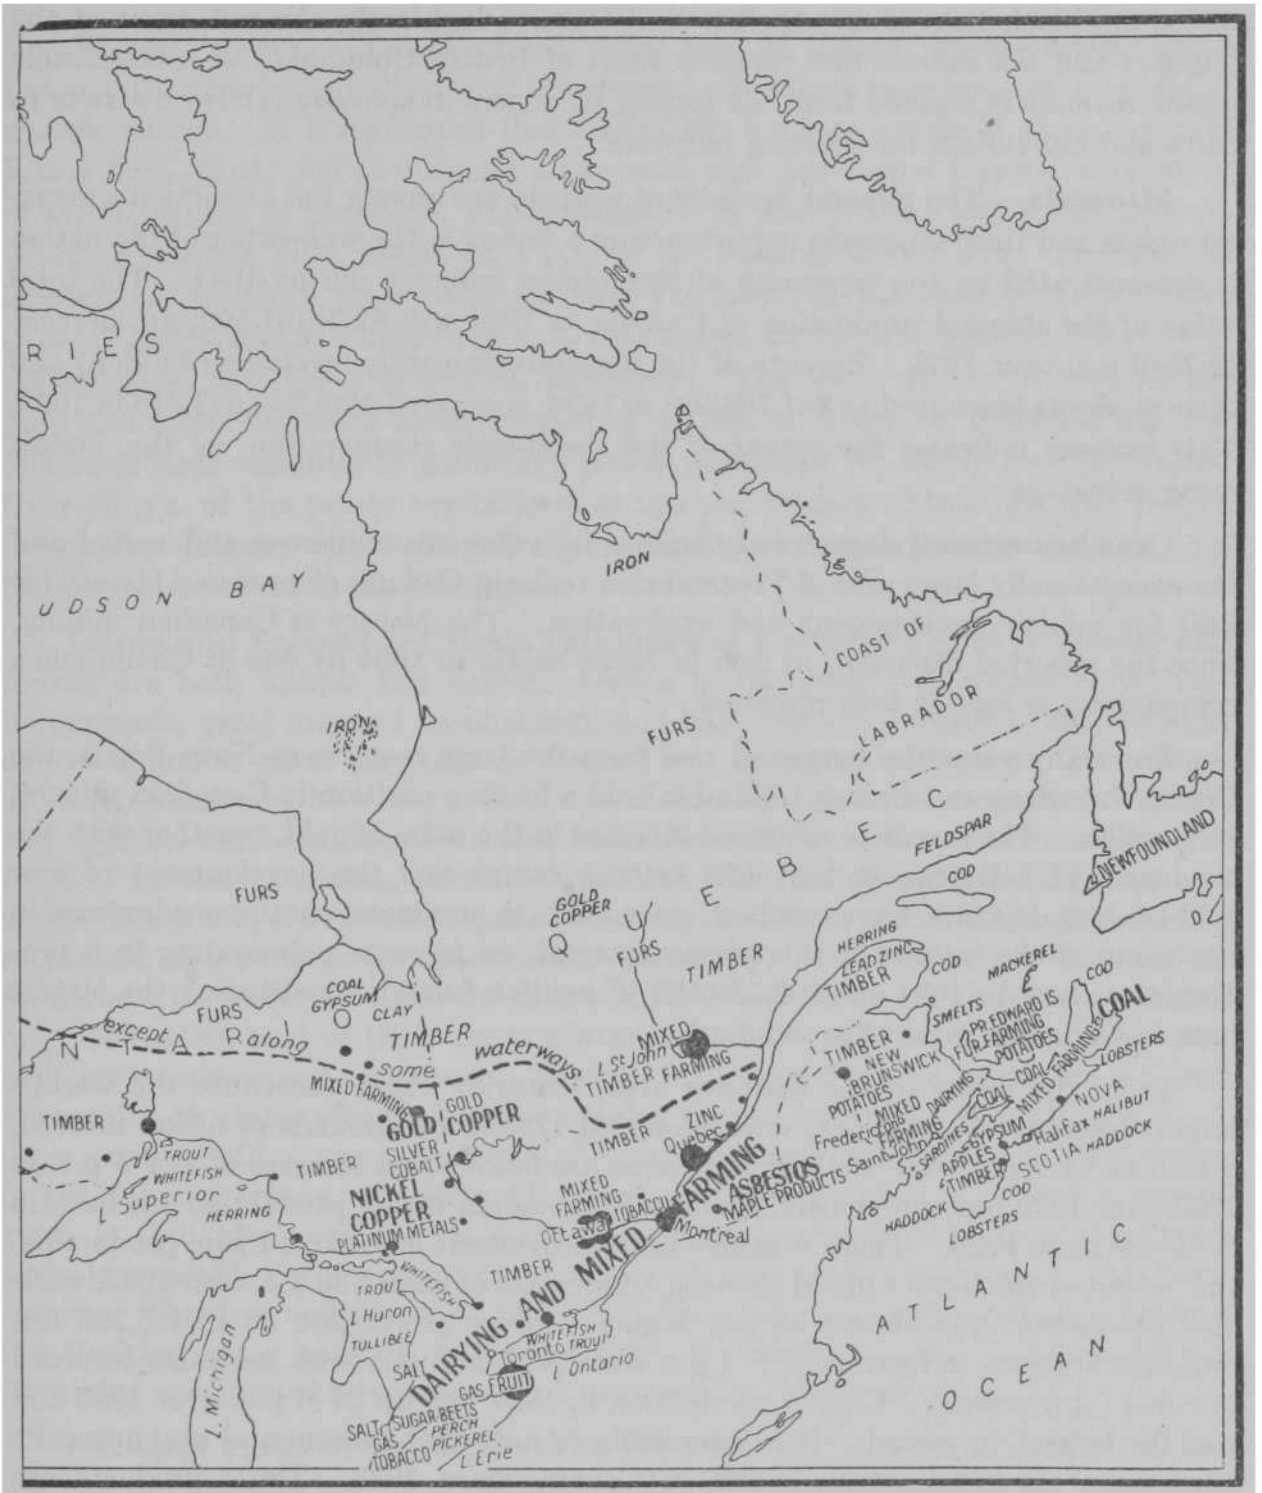 R I E S
UDSON BAY
IRON
IRON
COAST OF
LABRADOR
FURS
FURS
QUEBEC
FELDSPAR
COD
NEWFOUNDLAND
GOLD
COPPER
FURS
TIMBER
HERRING
LEAD ZINC
TIMBER
COD
MACKEREL
COD
COAL
SMELTS
PR. EDWARD IS
FUR FARMING
POTATOES
LOBSTERS
COAL
GYPSUM
CLAY
FURS
except
along
some
waterways
N T A R I O
TIMBER
MIXED
L St John
TIMBER FARMING
MIXED FARMING
TIMBER
NEW
BRUNSWICK
POTATOES
MIXED
FARMING
DAIRYING
Fredericton
Saint John
SARDINES
COAL
COAL
MIXED FARMING
GYPSUM
APPLES
TIMBER
NOVA
SCOTIA
Halifax
HALIBUT
HADDOCK
COD
HADDOCK
LOBSTERS
TIMBER
TROUT
WHITEFISH
L Superior
HERRING
TIMBER
GOLD
COPPER
GOLD
SILVER
COBALT
NICKEL
COPPER
PLATINUM METALS
TIMBER
ZINC
Quebec
ASBESTOS
MAPLE PRODUCTS
MIXED
FARMING
TOBACCO
Ottawa
Montreal
TIMBER
DAIRYING AND MIXED FARMING
WHITEFISH
TROUT
L Huron
TULLIBEE
L. Michigan
SALT
WHITEFISH
TROUT
Toronto
L Ontario
GAS
FRUIT
SALT
SUGAR BEETS
GAS
PERCH
PICKEREL
TOBACCO
L Erie
ATLANTIC
OCEAN